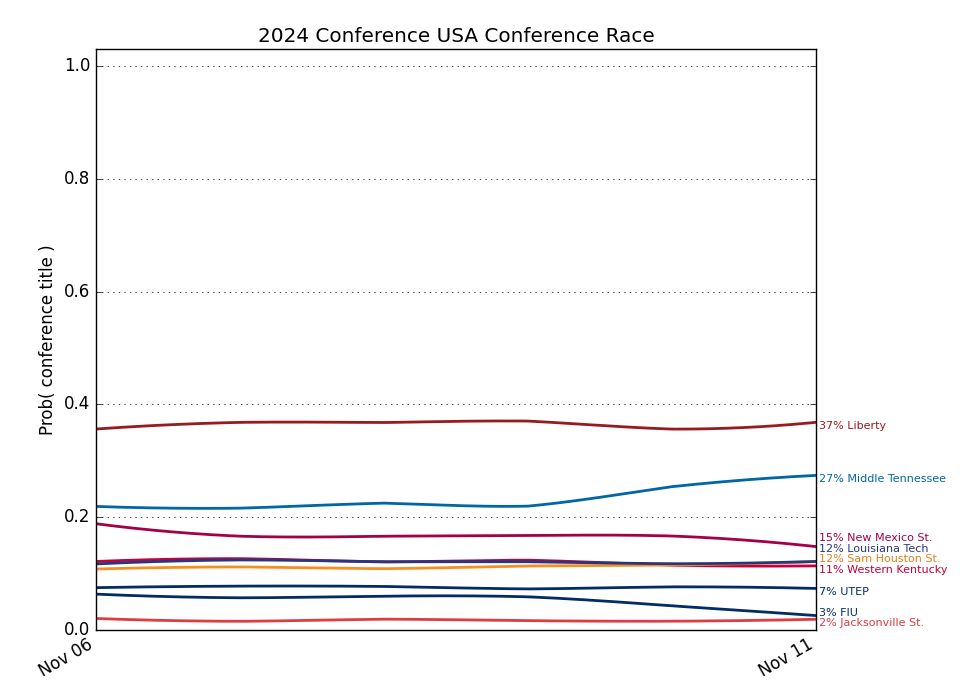 2024 Conference USA Conference Race
Prob( conference title )
1.0
0.8
0.6
0.4
0.2
0.0
37% Liberty
27% Middle Tennessee
15% New Mexico St.
12% Louisiana Tech
12% Sam Houston St.
11% Western Kentucky
7% UTEP
3% FIU
2% Jacksonville St.
Nov 06
Nov 11